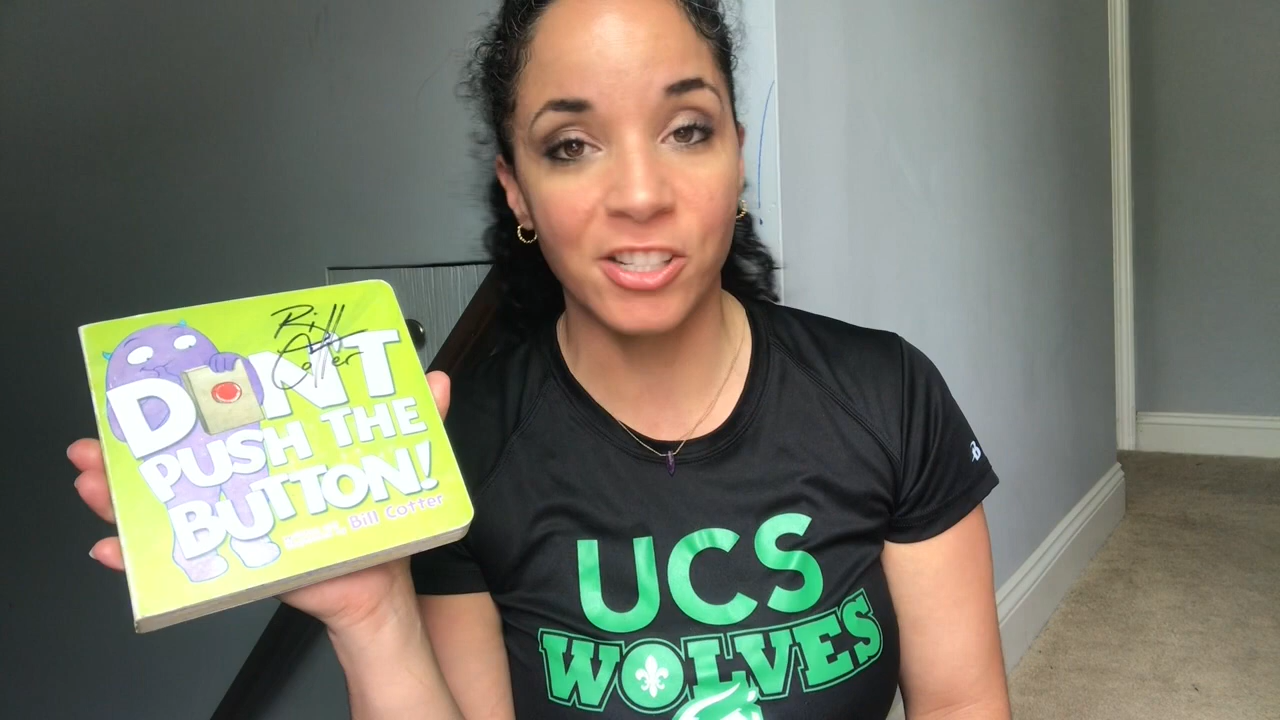 Bill
Cotter
DON'T
PUSH THE
BUTTON!
Bill Cotter
UCS
WOLVES